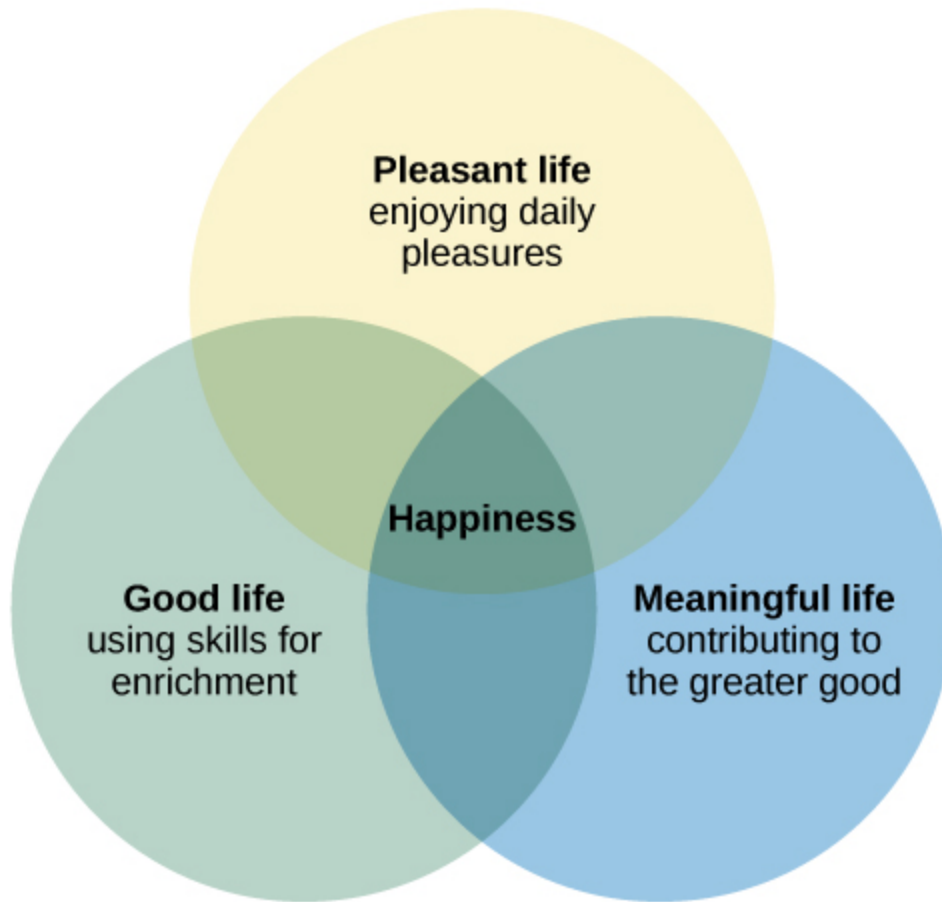 Pleasant life
enjoying daily
pleasures
Happiness
Good life
using skills for
enrichment
Meaningful life
contributing to
the greater good